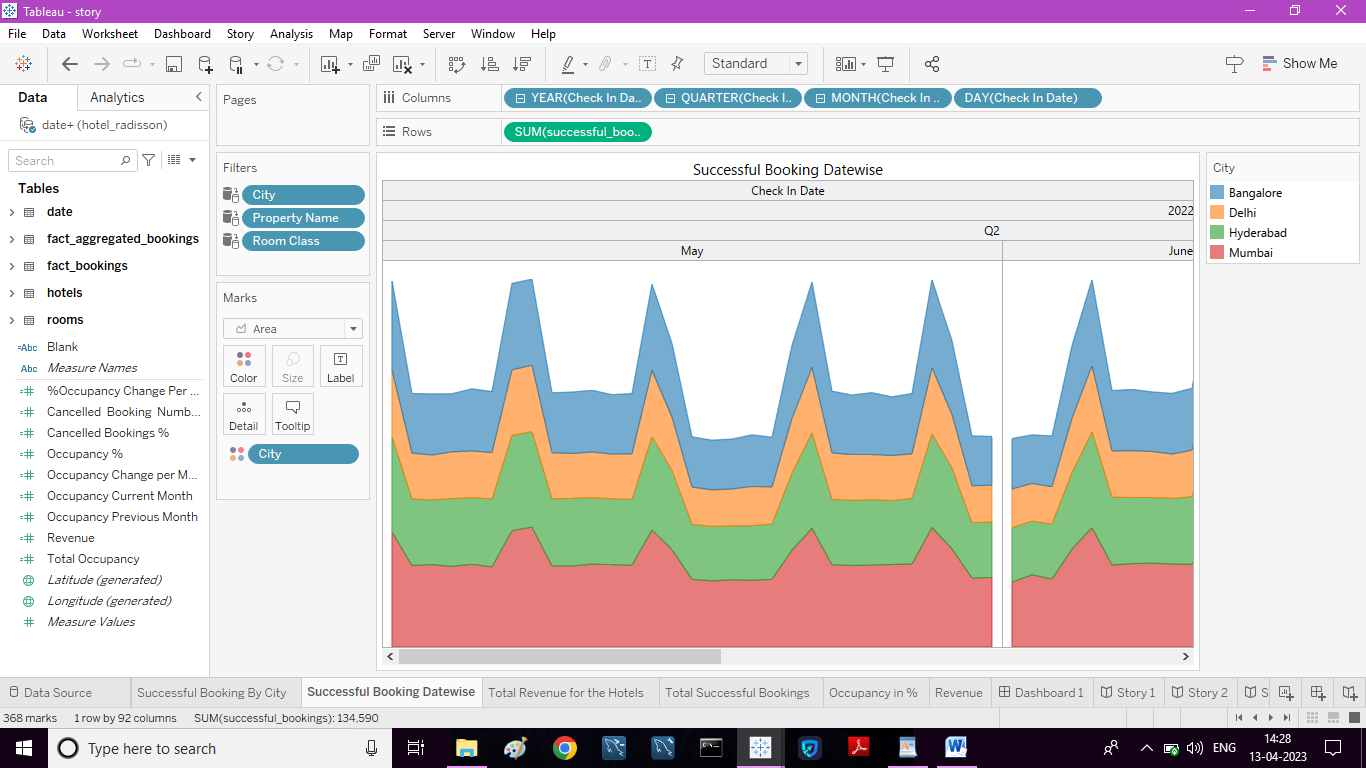 Tableau - story
File Data Worksheet Dashboard Story Analysis Map Format Server Window Help
Standard
Show Me
Data Analytics
date+ (hotel_radisson)
Search
Tables
date
fact_aggregated_bookings
fact_bookings
hotels
rooms
Abc Blank
Abc Measure Names
%Occupancy Change Per ...
Cancelled Booking Numb...
Cancelled Bookings %
Occupancy %
Occupancy Change per M...
Occupancy Current Month
Occupancy Previous Month
Revenue
Total Occupancy
Latitude (generated)
Longitude (generated)
Measure Values
Pages
Filters
City
Property Name
Room Class
Marks
Area
Color Size Label
Detail Tooltip
City
Columns YEAR(Check In Da.. QUARTER(Check I.. MONTH(Check In .. DAY(Check In Date)
Rows SUM(successful_boo..
Successful Booking Datewise
Check In Date
2022
Q2
May June
City
Bangalore
Delhi
Hyderabad
Mumbai
Data Source Successful Booking By City Successful Booking Datewise Total Revenue for the Hotels Total Successful Bookings Occupancy in % Revenue Dashboard 1 Story 1 Story 2 S
368 marks 1 row by 92 columns SUM(successful_bookings): 134,590
Type here to search
ENG
14:28
13-04-2023